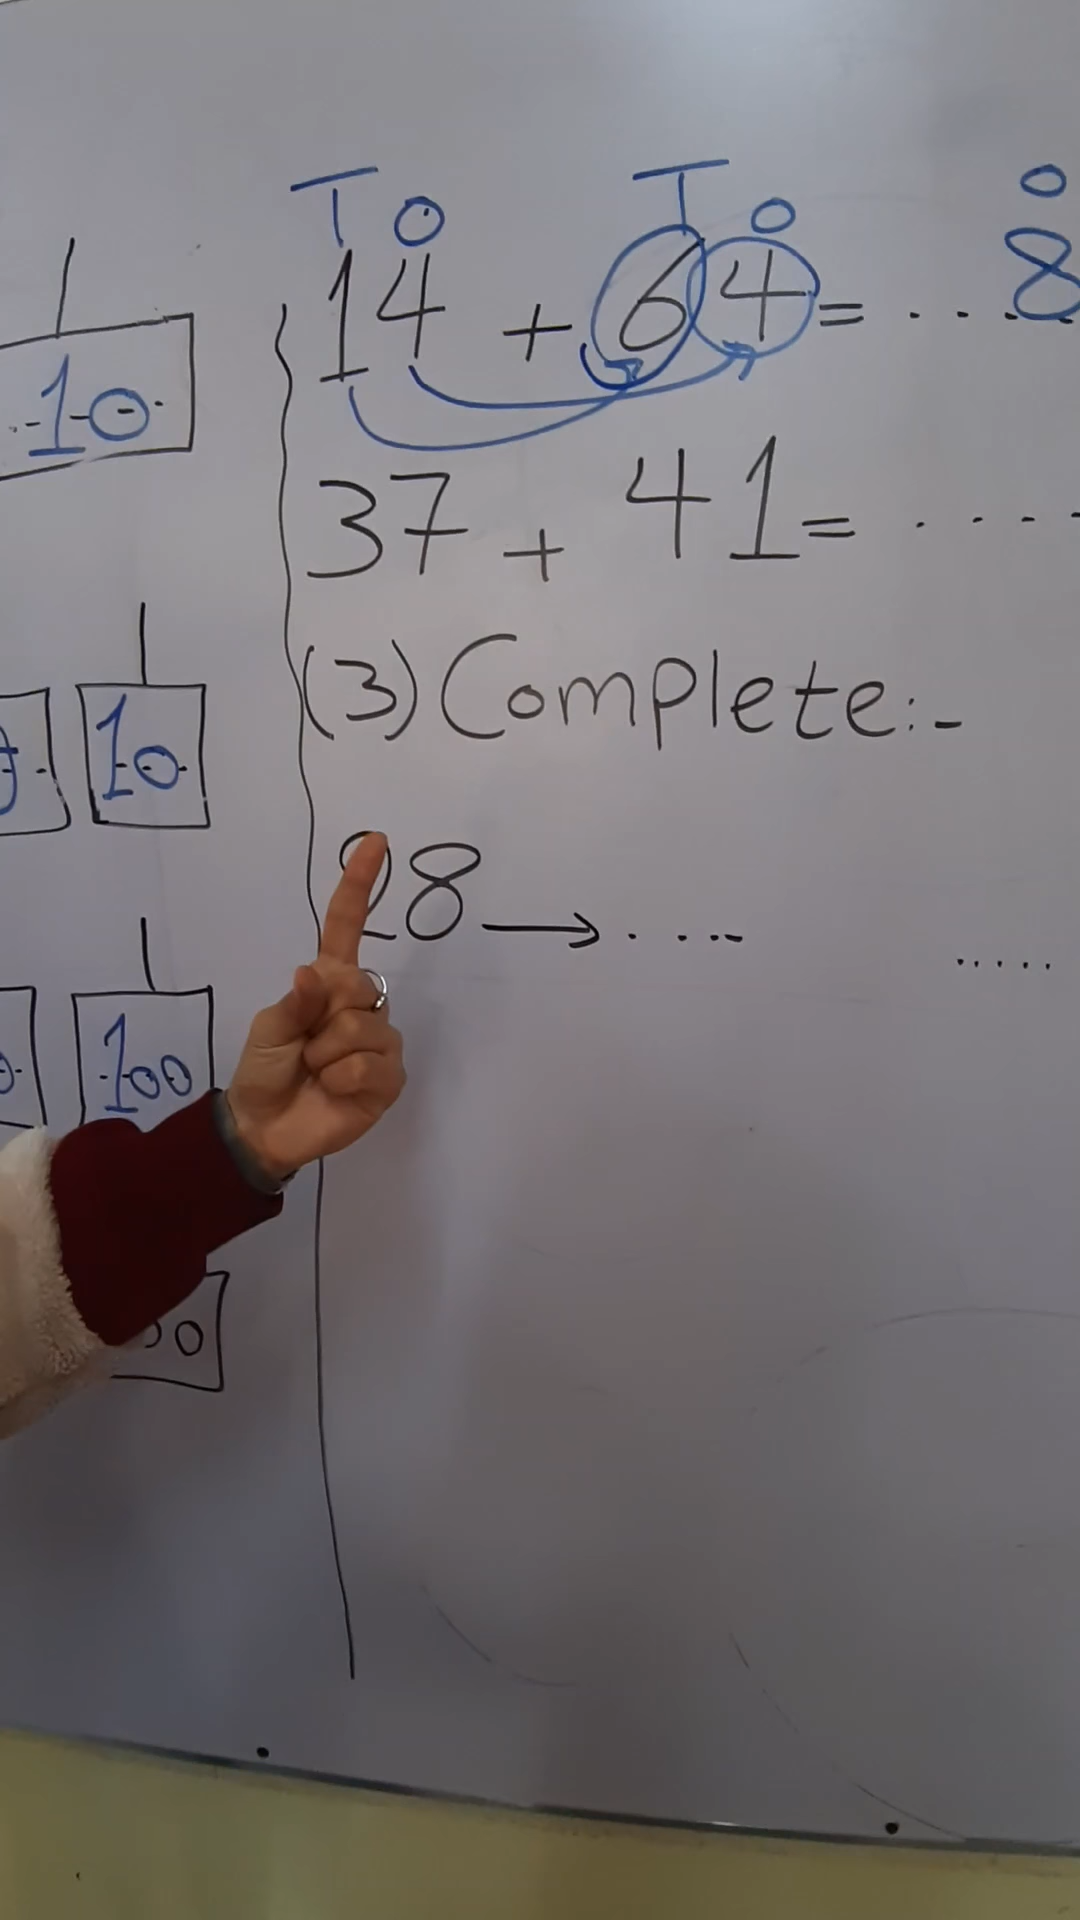 T O T O O
14 + 64 = .... 8
10
37 + 41 = .....
(3) Complete:-
10
28 → ..... .....
100